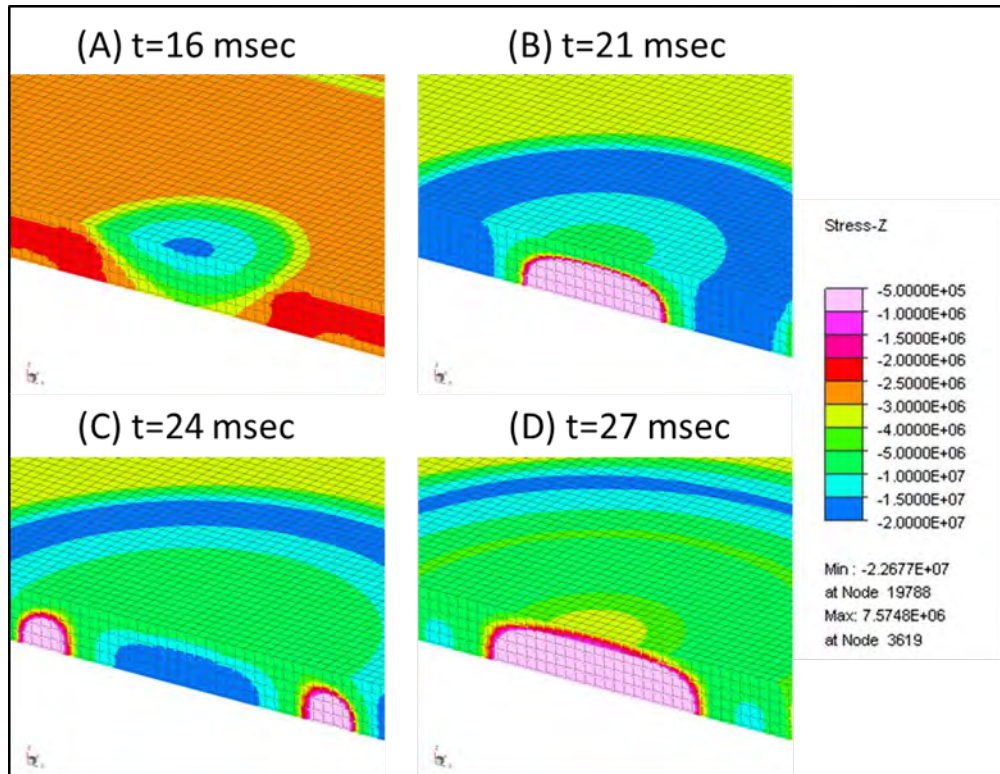 (A) t=16 msec
(B) t=21 msec
Stress-Z
-5.0000E+05
-1.0000E+06
-1.5000E+06
-2.0000E+06
-2.5000E+06
-3.0000E+06
-4.0000E+06
-5.0000E+06
-1.0000E+07
-1.5000E+07
-2.0000E+07
Min : -2.2677E+07
at Node 19788
Max: 7.5748E+06
at Node 3619
(C) t=24 msec
(D) t=27 msec